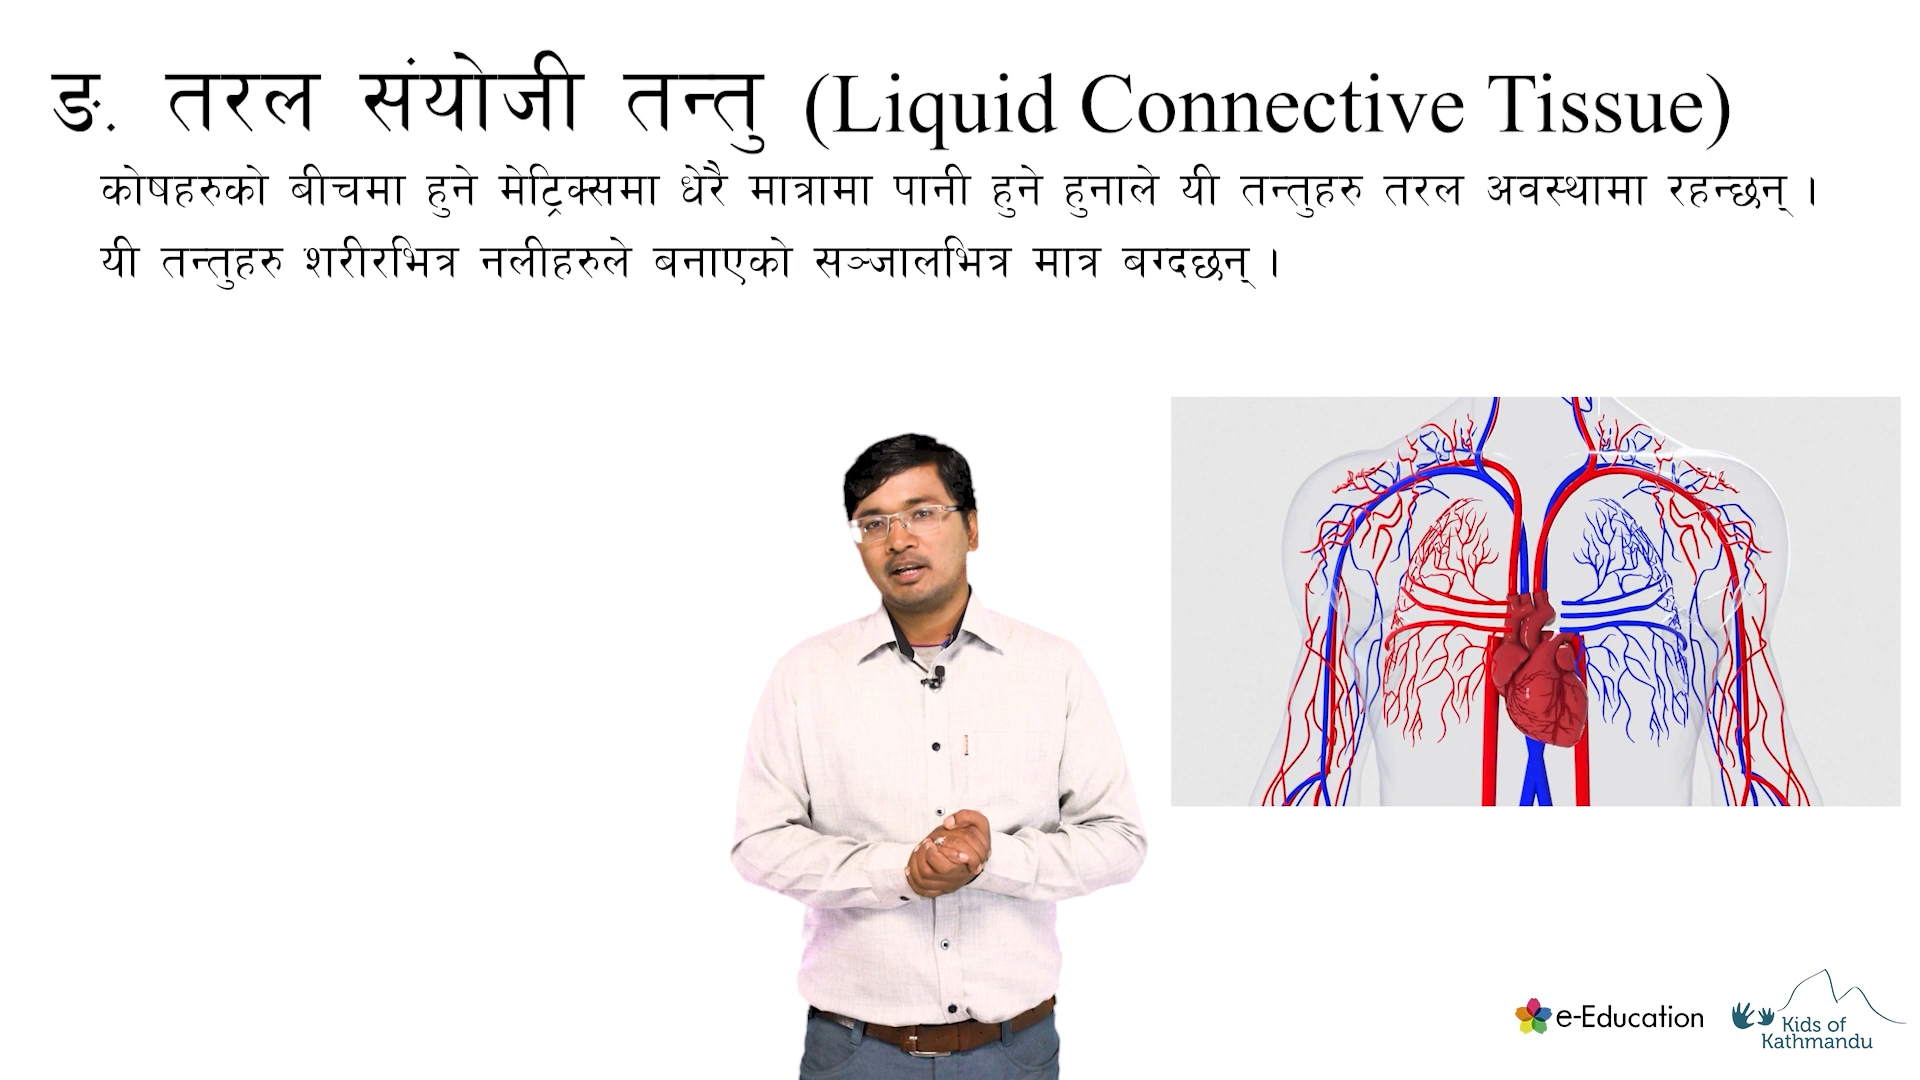 ङ. तरल संयोजी तन्तु (Liquid Connective Tissue)
कोषहरुको बीचमा हुने मेट्रिक्समा धेरै मात्रामा पानी हुने हुनाले यी तन्तुहरु तरल अवस्थामा रहन्छन् ।
यी तन्तुहरु शरीरभित्र नलीहरुले बनाएको सञ्जालभित्र मात्र बग्दछन् ।
e-Education
Kids of
Kathmandu